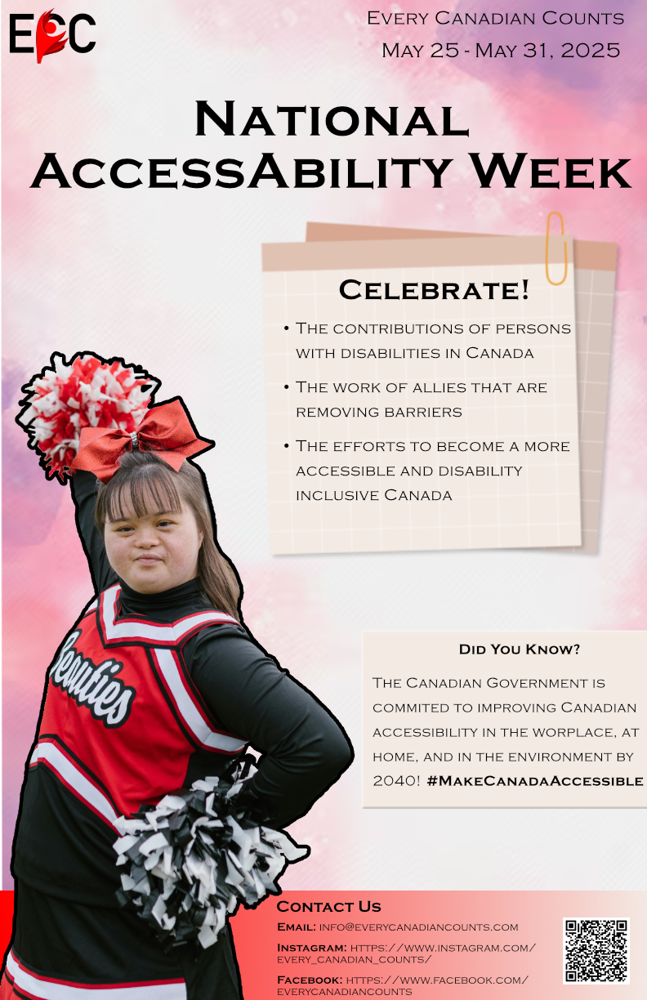 ECC
Every Canadian Counts
May 25 - May 31, 2025
National
AccessAbility Week
Celebrate!
• The contributions of persons
with disabilities in Canada
• The work of allies that are
removing barriers
• The efforts to become a more
accessible and disability
inclusive Canada
Beauties
Did You Know?
The Canadian Government is
commited to improving Canadian
accessibility in the worplace, at
home, and in the environment by
2040! #MakeCanadaAccessible
Contact Us
Email: info@everycanadiancounts.com
Instagram: https://www.instagram.com/
every_canadian_counts/
Facebook: https://www.facebook.com/
everycanadiancounts